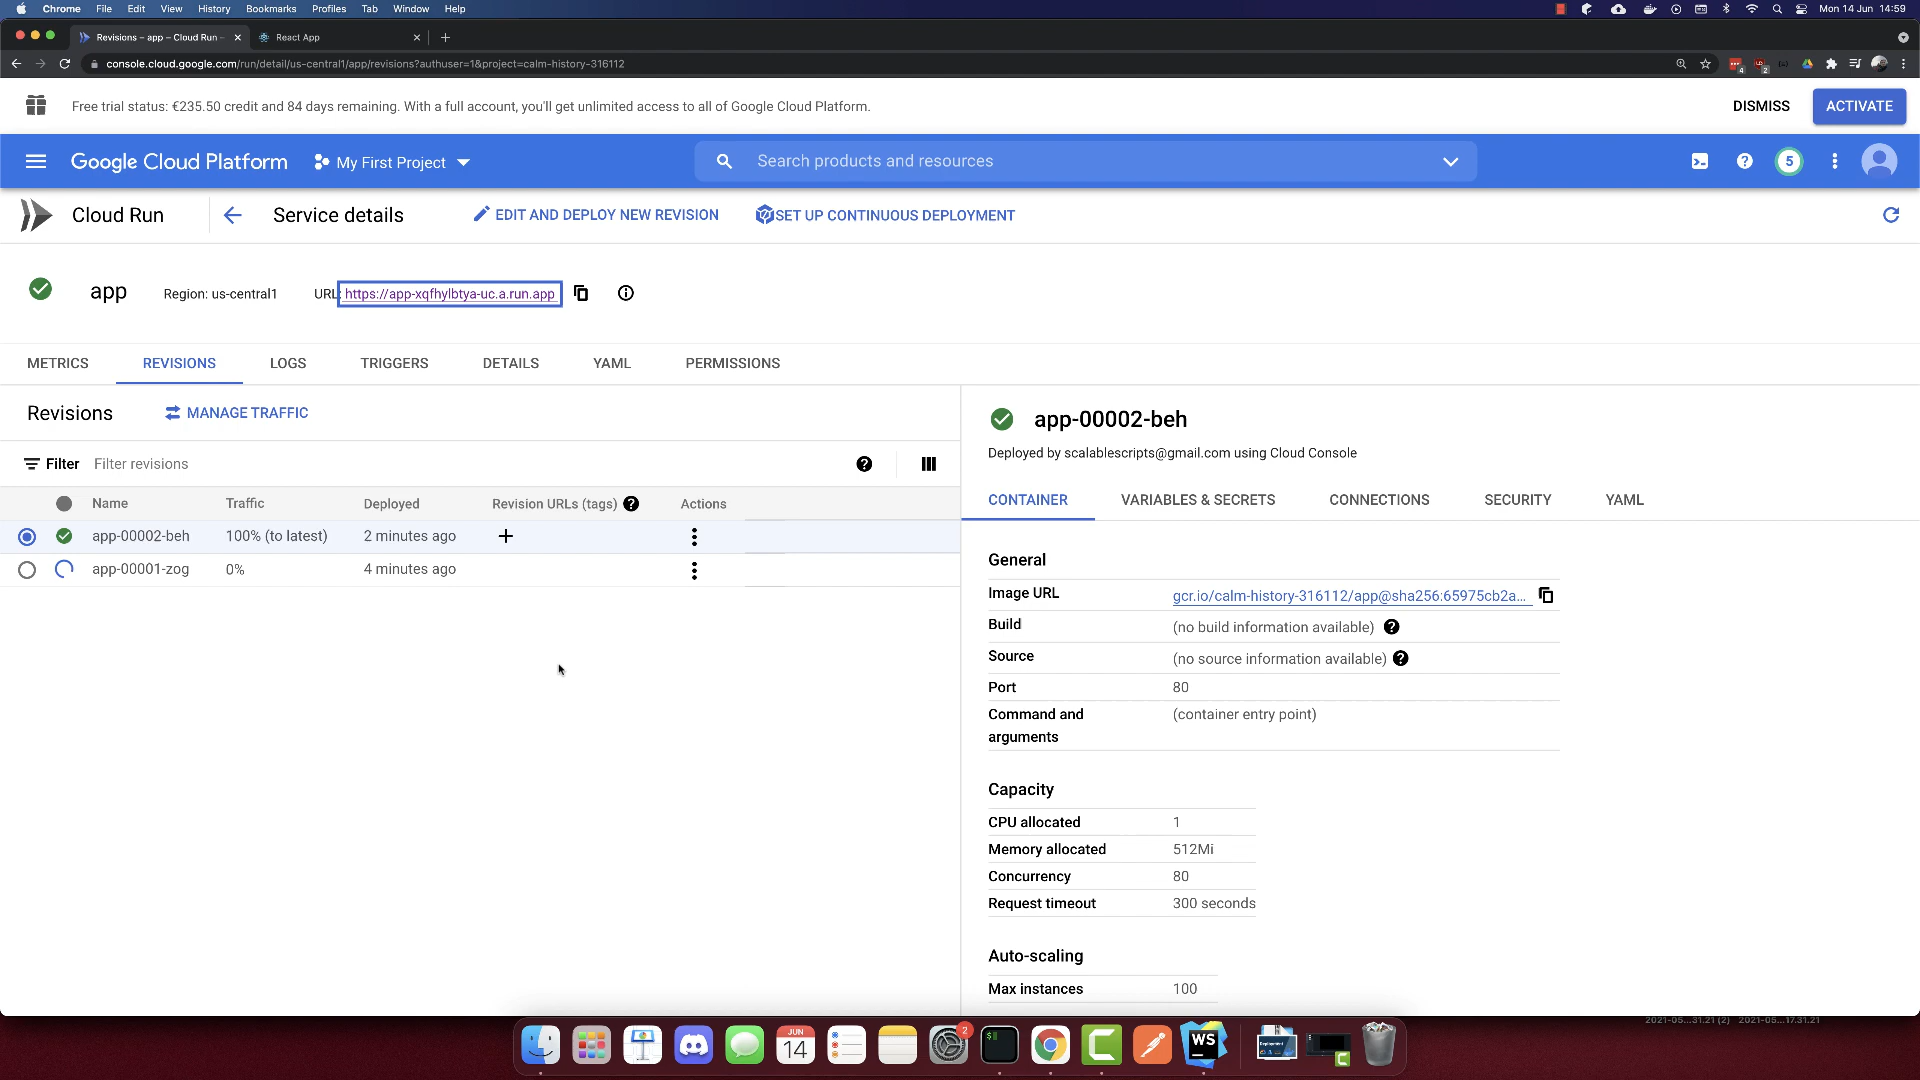 Chrome File Edit View History Bookmarks Profiles Tab Window Help Mon 14 Jun 14:59
Revisions – app – Cloud Run – React App
console.cloud.google.com/run/detail/us-central1/app/revisions?authuser=1&project=calm-history-316112
Free trial status: €235.50 credit and 84 days remaining. With a full account, you'll get unlimited access to all of Google Cloud Platform. DISMISS ACTIVATE
Google Cloud Platform My First Project Search products and resources 5
Cloud Run Service details EDIT AND DEPLOY NEW REVISION SET UP CONTINUOUS DEPLOYMENT
app Region: us-central1 URL: https://app-xqfhylbtya-uc.a.run.app
METRICS REVISIONS LOGS TRIGGERS DETAILS YAML PERMISSIONS
Revisions MANAGE TRAFFIC
Filter Filter revisions
Name Traffic Deployed Revision URLs (tags) Actions
app-00002-beh 100% (to latest) 2 minutes ago
app-00001-zog 0% 4 minutes ago
app-00002-beh
Deployed by scalablescripts@gmail.com using Cloud Console
CONTAINER VARIABLES & SECRETS CONNECTIONS SECURITY YAML
General
Image URL gcr.io/calm-history-316112/app@sha256:65975cb2a...
Build (no build information available)
Source (no source information available)
Port 80
Command and arguments (container entry point)
Capacity
CPU allocated 1
Memory allocated 512Mi
Concurrency 80
Request timeout 300 seconds
Auto-scaling
Max instances 100
2021-05...31.21 (2) 2021-05...17.31.21
JUN
14
2
WS